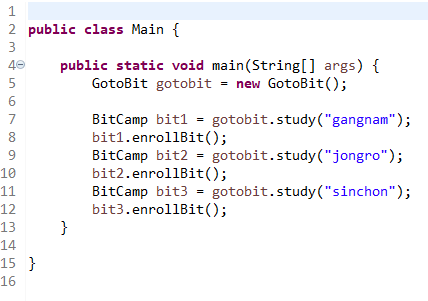 1
2 public class Main {
3
4 public static void main(String[] args) {
5 GotoBit gotobit = new GotoBit();
6
7 BitCamp bit1 = gotobit.study("gangnam");
8 bit1.enrollBit();
9 BitCamp bit2 = gotobit.study("jongro");
10 bit2.enrollBit();
11 BitCamp bit3 = gotobit.study("sinchon");
12 bit3.enrollBit();
13 }
14
15 }
16